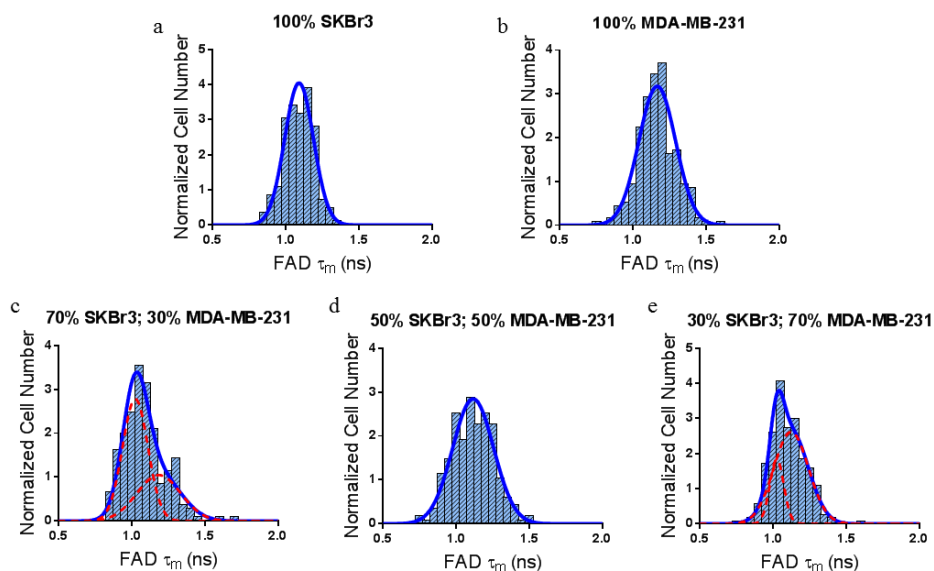 a
100% SKBr3
Normalized Cell Number
5
4
3
2
1
0
0.5 1.0 1.5 2.0
FAD τm (ns)
b
100% MDA-MB-231
Normalized Cell Number
4
3
2
1
0
0.5 1.0 1.5 2.0
FAD τm (ns)
c
70% SKBr3; 30% MDA-MB-231
Normalized Cell Number
4
3
2
1
0
0.5 1.0 1.5 2.0
FAD τm (ns)
d
50% SKBr3; 50% MDA-MB-231
Normalized Cell Number
4
3
2
1
0
0.5 1.0 1.5 2.0
FAD τm (ns)
e
30% SKBr3; 70% MDA-MB-231
Normalized Cell Number
5
4
3
2
1
0
0.5 1.0 1.5 2.0
FAD τm (ns)